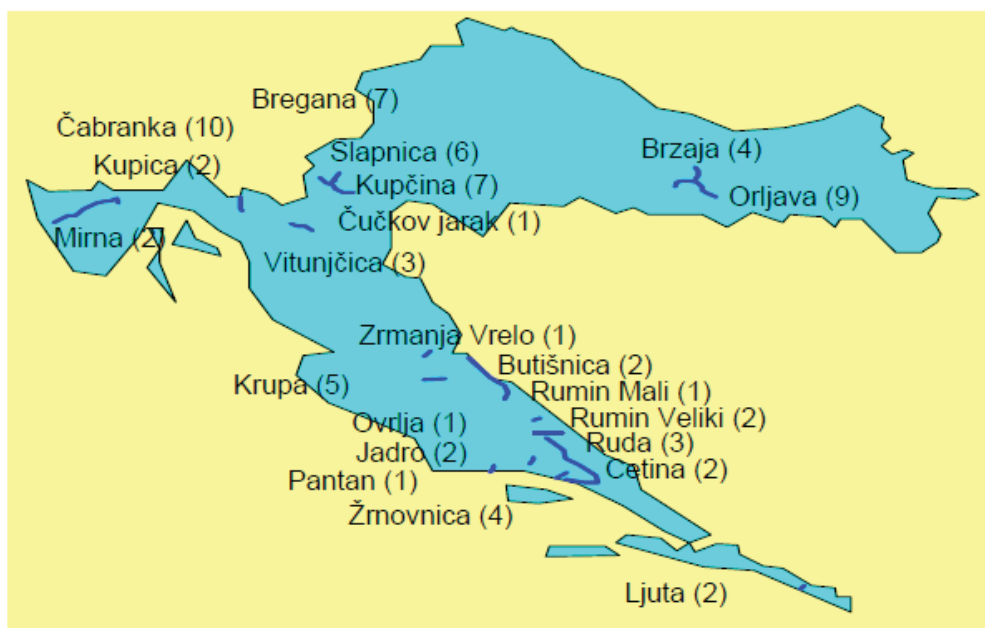 Bregana (7)
Čabranka (10)
Kupica (2)
Slapnica (6)
Brzaja (4)
Kupčina (7)
Orljava (9)
Čučkov jarak (1)
Mirna (2)
Vitunjčica (3)
Zrmanja Vrelo (1)
Butišnica (2)
Krupa (5)
Rumin Mali (1)
Ovrlja (1)
Rumin Veliki (2)
Ruda (3)
Jadro (2)
Cetina (2)
Pantan (1)
Žrnovnica (4)
Ljuta (2)